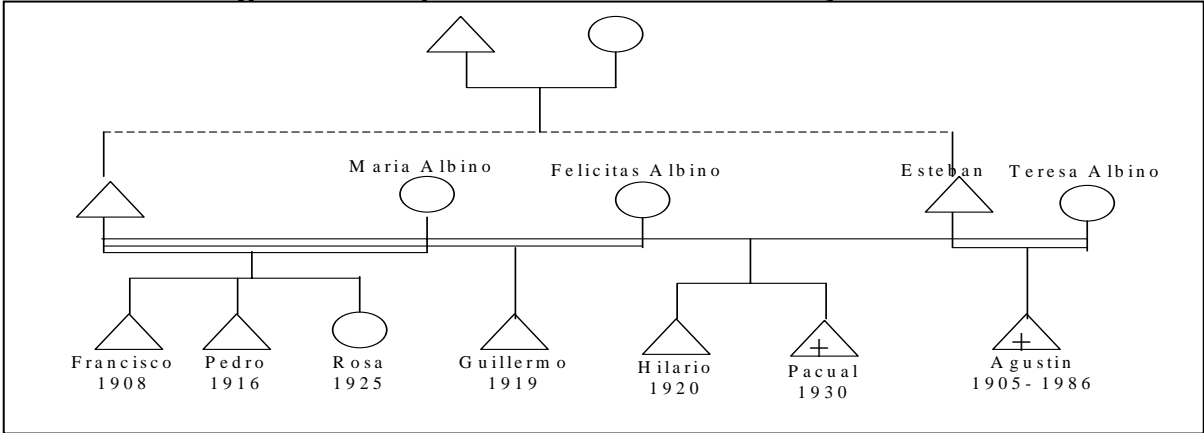 Maria Albino
Felicitas Albino
Esteban
Teresa Albino
Francisco
1908
Pedro
1916
Rosa
1925
Guillermo
1919
Hilario
1920
Pacual
1930
Agustin
1905- 1986